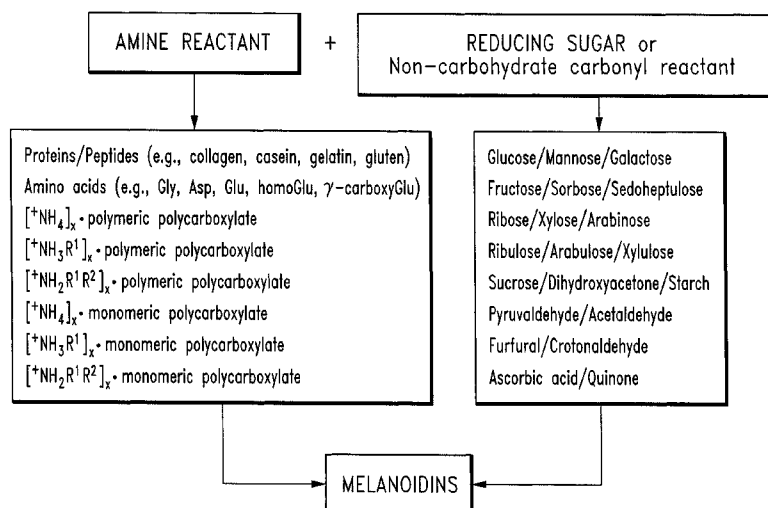 AMINE REACTANT
+
REDUCING SUGAR or
Non-carbohydrate carbonyl reactant
Proteins/Peptides (e.g., collagen, casein, gelatin, gluten)
Amino acids (e.g., Gly, Asp, Glu, homoGlu, γ-carboxyGlu)
[⁺NH₄]ₓ • polymeric polycarboxylate
[⁺NH₃R¹]ₓ • polymeric polycarboxylate
[⁺NH₂R¹R²]ₓ • polymeric polycarboxylate
[⁺NH₄]ₓ • monomeric polycarboxylate
[⁺NH₃R¹]ₓ • monomeric polycarboxylate
[⁺NH₂R¹R²]ₓ • monomeric polycarboxylate
Glucose/Mannose/Galactose
Fructose/Sorbose/Sedoheptulose
Ribose/Xylose/Arabinose
Ribulose/Arabulose/Xylulose
Sucrose/Dihydroxyacetone/Starch
Pyruvaldehyde/Acetaldehyde
Furfural/Crotonaldehyde
Ascorbic acid/Quinone
MELANOIDINS